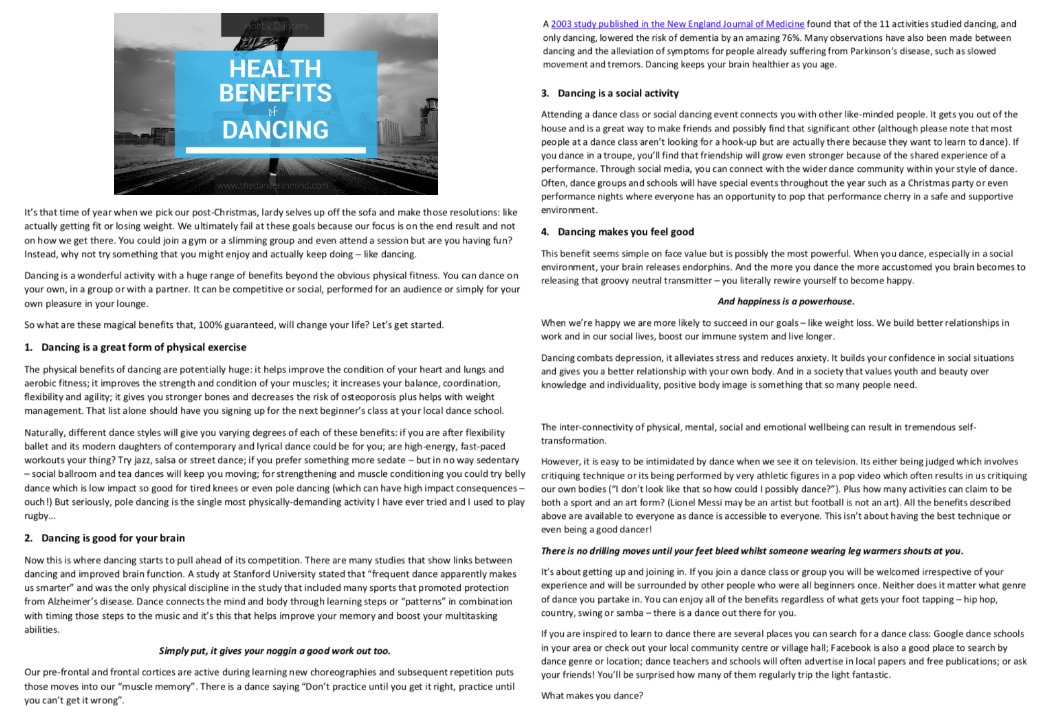 Hobby Dancers
HEALTH
BENEFITS
of
DANCING
www.thedancerinmind.com
It's that time of year when we pick our post-Christmas, lardy selves up off the sofa and make those resolutions: like
actually getting fit or losing weight. We ultimately fail at these goals because our focus is on the end result and not
on how we get there. You could join a gym or a slimming group and even attend a session but are you having fun?
Instead, why not try something that you might enjoy and actually keep doing – like dancing.
Dancing is a wonderful activity with a huge range of benefits beyond the obvious physical fitness. You can dance on
your own, in a group or with a partner. It can be competitive or social, performed for an audience or simply for your
own pleasure in your lounge.
So what are these magical benefits that, 100% guaranteed, will change your life? Let's get started.
1. Dancing is a great form of physical exercise
The physical benefits of dancing are potentially huge: it helps improve the condition of your heart and lungs and
aerobic fitness; it improves the strength and condition of your muscles; it increases your balance, coordination,
flexibility and agility; it gives you stronger bones and decreases the risk of osteoporosis plus helps with weight
management. That list alone should have you signing up for the next beginner's class at your local dance school.
Naturally, different dance styles will give you varying degrees of each of these benefits: if you are after flexibility
ballet and its modern daughters of contemporary and lyrical dance could be for you; are high-energy, fast-paced
workouts your thing? Try jazz, salsa or street dance; if you prefer something more sedate – but in no way sedentary
– social ballroom and tea dances will keep you moving; for strengthening and muscle conditioning you could try belly
dance which is low impact so good for tired knees or even pole dancing (which can have high impact consequences –
ouch!) But seriously, pole dancing is the single most physically-demanding activity I have ever tried and I used to play
rugby...
2. Dancing is good for your brain
Now this is where dancing starts to pull ahead of its competition. There are many studies that show links between
dancing and improved brain function. A study at Stanford University stated that "frequent dance apparently makes
us smarter" and was the only physical discipline in the study that included many sports that promoted protection
from Alzheimer's disease. Dance connects the mind and body through learning steps or "patterns" in combination
with timing those steps to the music and it's this that helps improve your memory and boost your multitasking
abilities.
Simply put, it gives your noggin a good work out too.
Our pre-frontal and frontal cortices are active during learning new choreographies and subsequent repetition puts
those moves into our "muscle memory". There is a dance saying "Don't practice until you get it right, practice until
you can't get it wrong".
A 2003 study published in the New England Journal of Medicine found that of the 11 activities studied dancing, and
only dancing, lowered the risk of dementia by an amazing 76%. Many observations have also been made between
dancing and the alleviation of symptoms for people already suffering from Parkinson's disease, such as slowed
movement and tremors. Dancing keeps your brain healthier as you age.
3. Dancing is a social activity
Attending a dance class or social dancing event connects you with other like-minded people. It gets you out of the
house and is a great way to make friends and possibly find that significant other (although please note that most
people at a dance class aren't looking for a hook-up but are actually there because they want to learn to dance). If
you dance in a troupe, you'll find that friendship will grow even stronger because of the shared experience of a
performance. Through social media, you can connect with the wider dance community within your style of dance.
Often, dance groups and schools will have special events throughout the year such as a Christmas party or even
performance nights where everyone has an opportunity to pop that performance cherry in a safe and supportive
environment.
4. Dancing makes you feel good
This benefit seems simple on face value but is possibly the most powerful. When you dance, especially in a social
environment, your brain releases endorphins. And the more you dance the more accustomed you brain becomes to
releasing that groovy neutral transmitter – you literally rewire yourself to become happy.
And happiness is a powerhouse.
When we're happy we are more likely to succeed in our goals – like weight loss. We build better relationships in
work and in our social lives, boost our immune system and live longer.
Dancing combats depression, it alleviates stress and reduces anxiety. It builds your confidence in social situations
and gives you a better relationship with your own body. And in a society that values youth and beauty over
knowledge and individuality, positive body image is something that so many people need.
The inter-connectivity of physical, mental, social and emotional wellbeing can result in tremendous self-
transformation.
However, it is easy to be intimidated by dance when we see it on television. Its either being judged which involves
critiquing technique or its being performed by very athletic figures in a pop video which often results in us critiquing
our own bodies ("I don't look like that so how could I possibly dance?"). Plus how many activities can claim to be
both a sport and an art form? (Lionel Messi may be an artist but football is not an art). All the benefits described
above are available to everyone as dance is accessible to everyone. This isn't about having the best technique or
even being a good dancer!
There is no drilling moves until your feet bleed whilst someone wearing leg warmers shouts at you.
It's about getting up and joining in. If you join a dance class or group you will be welcomed irrespective of your
experience and will be surrounded by other people who were all beginners once. Neither does it matter what genre
of dance you partake in. You can enjoy all of the benefits regardless of what gets your foot tapping – hip hop,
country, swing or samba – there is a dance out there for you.
If you are inspired to learn to dance there are several places you can search for a dance class: Google dance schools
in your area or check out your local community centre or village hall; Facebook is also a good place to search by
dance genre or location; dance teachers and schools will often advertise in local papers and free publications; or ask
your friends! You'll be surprised how many of them regularly trip the light fantastic.
What makes you dance?